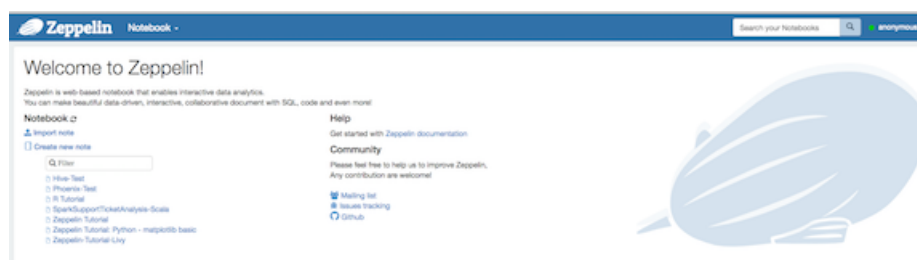 Zeppelin Notebook Search your Notebooks anonymous
Welcome to Zeppelin!
Zeppelin is web-based notebook that enables interactive data analytics.
You can make beautiful data-driven, interactive, collaborative document with SQL, code and even more!
Notebook
Import note
Create new note
Filter
Hive-Test
Phoenix-Test
R Tutorial
SparkSupportTicketAnalysis-Scala
Zeppelin Tutorial
Zeppelin Tutorial: Python - matplotlib basic
Zeppelin-Tutorial-Livy
Help
Get started with Zeppelin documentation
Community
Please feel free to help us to improve Zeppelin,
Any contribution are welcome!
Mailing list
Issues tracking
Github